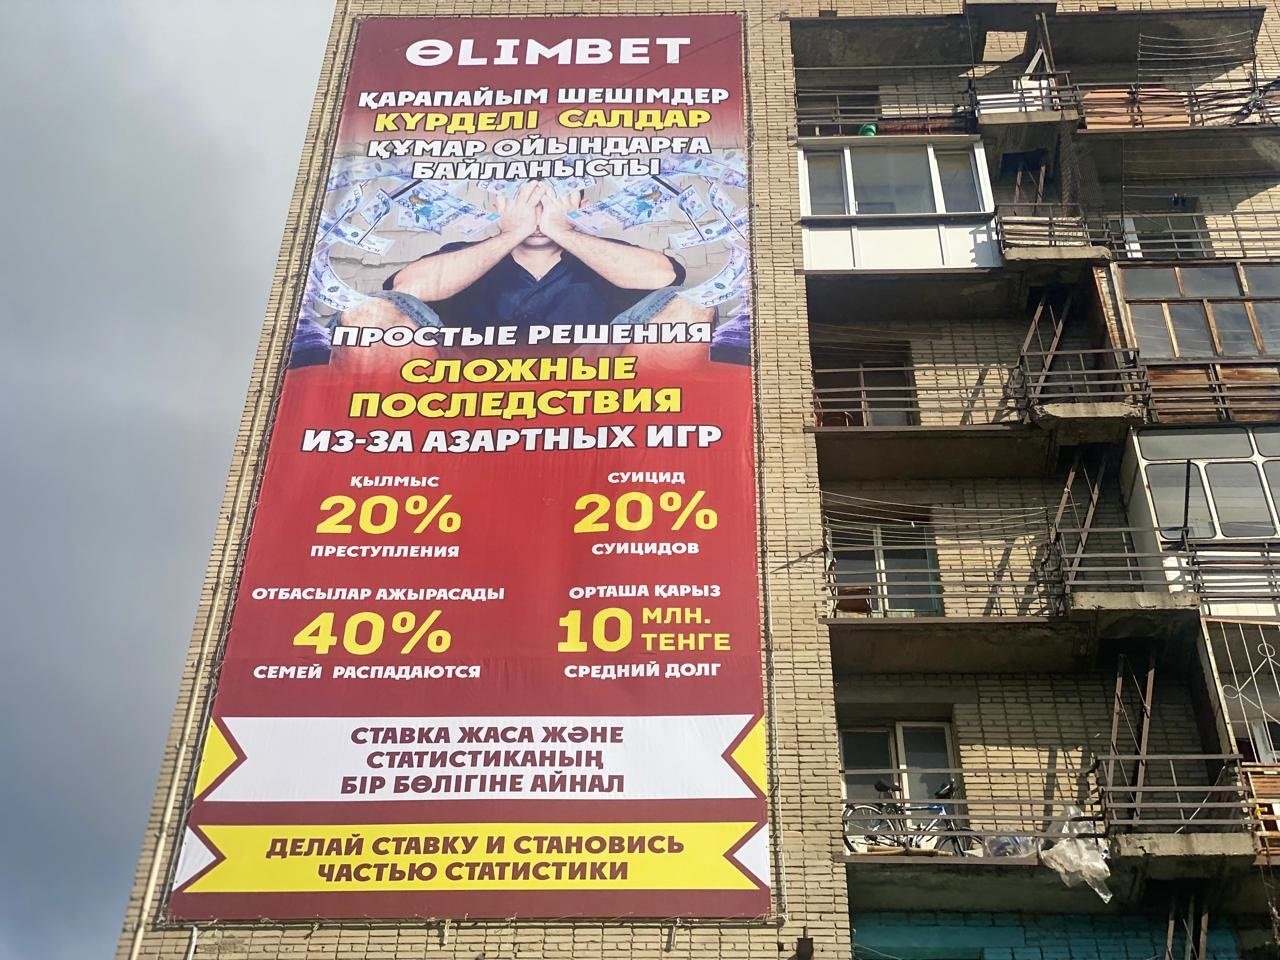 ӨLIMBET
ҚАРАПАЙЫМ ШЕШІМДЕР
КҮРДЕЛІ САЛДАР
ҚҰМАР ОЙЫНДАРҒА
БАЙЛАНЫСТЫ
ПРОСТЫЕ РЕШЕНИЯ
СЛОЖНЫЕ
ПОСЛЕДСТВИЯ
ИЗ-ЗА АЗАРТНЫХ ИГР
ҚЫЛМЫС
20%
ПРЕСТУПЛЕНИЯ
СУИЦИД
20%
СУИЦИДОВ
ОТБАСЫЛАР АЖЫРАСАДЫ
40%
СЕМЕЙ РАСПАДАЮТСЯ
ОРТАША ҚАРЫЗ
10 МЛН.
ТЕНГЕ
СРЕДНИЙ ДОЛГ
СТАВКА ЖАСА ЖӘНЕ
СТАТИСТИКАНЫҢ
БІР БӨЛІГІНЕ АЙНАЛ
ДЕЛАЙ СТАВКУ И СТАНОВИСЬ
ЧАСТЬЮ СТАТИСТИКИ